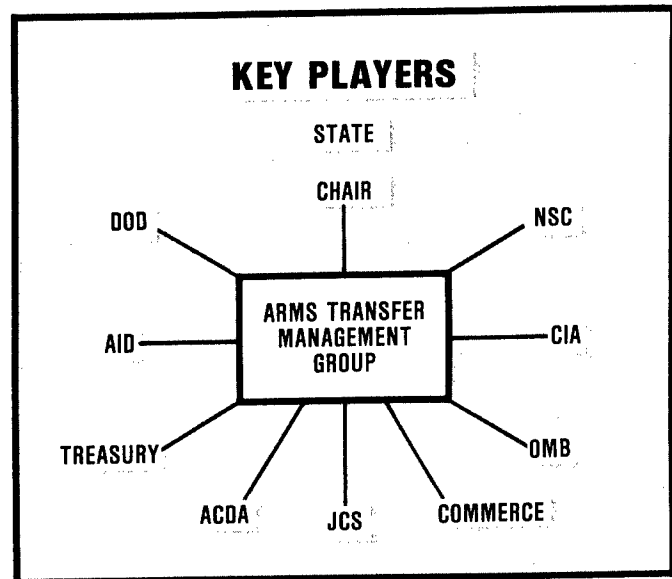 KEY PLAYERS
STATE
CHAIR
DOD
NSC
ARMS TRANSFER
MANAGEMENT
GROUP
AID
CIA
TREASURY
OMB
ACDA
JCS
COMMERCE